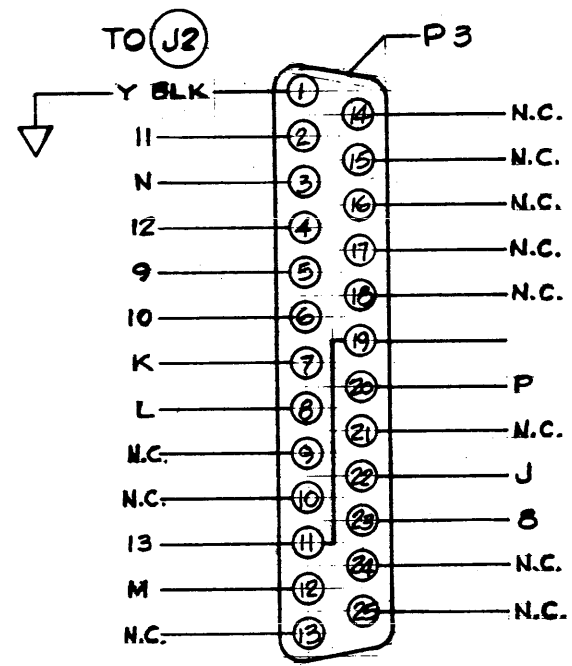 TO J2
P3
Y BLK 1
14 N.C.
11 2
15 N.C.
N 3
16 N.C.
12 4
17 N.C.
9 5
18 N.C.
10 6
19
K 7
20 P
L 8
21 N.C.
N.C. 9
22 J
N.C. 10
23 8
13 11
24 N.C.
M 12
25 N.C.
N.C. 13